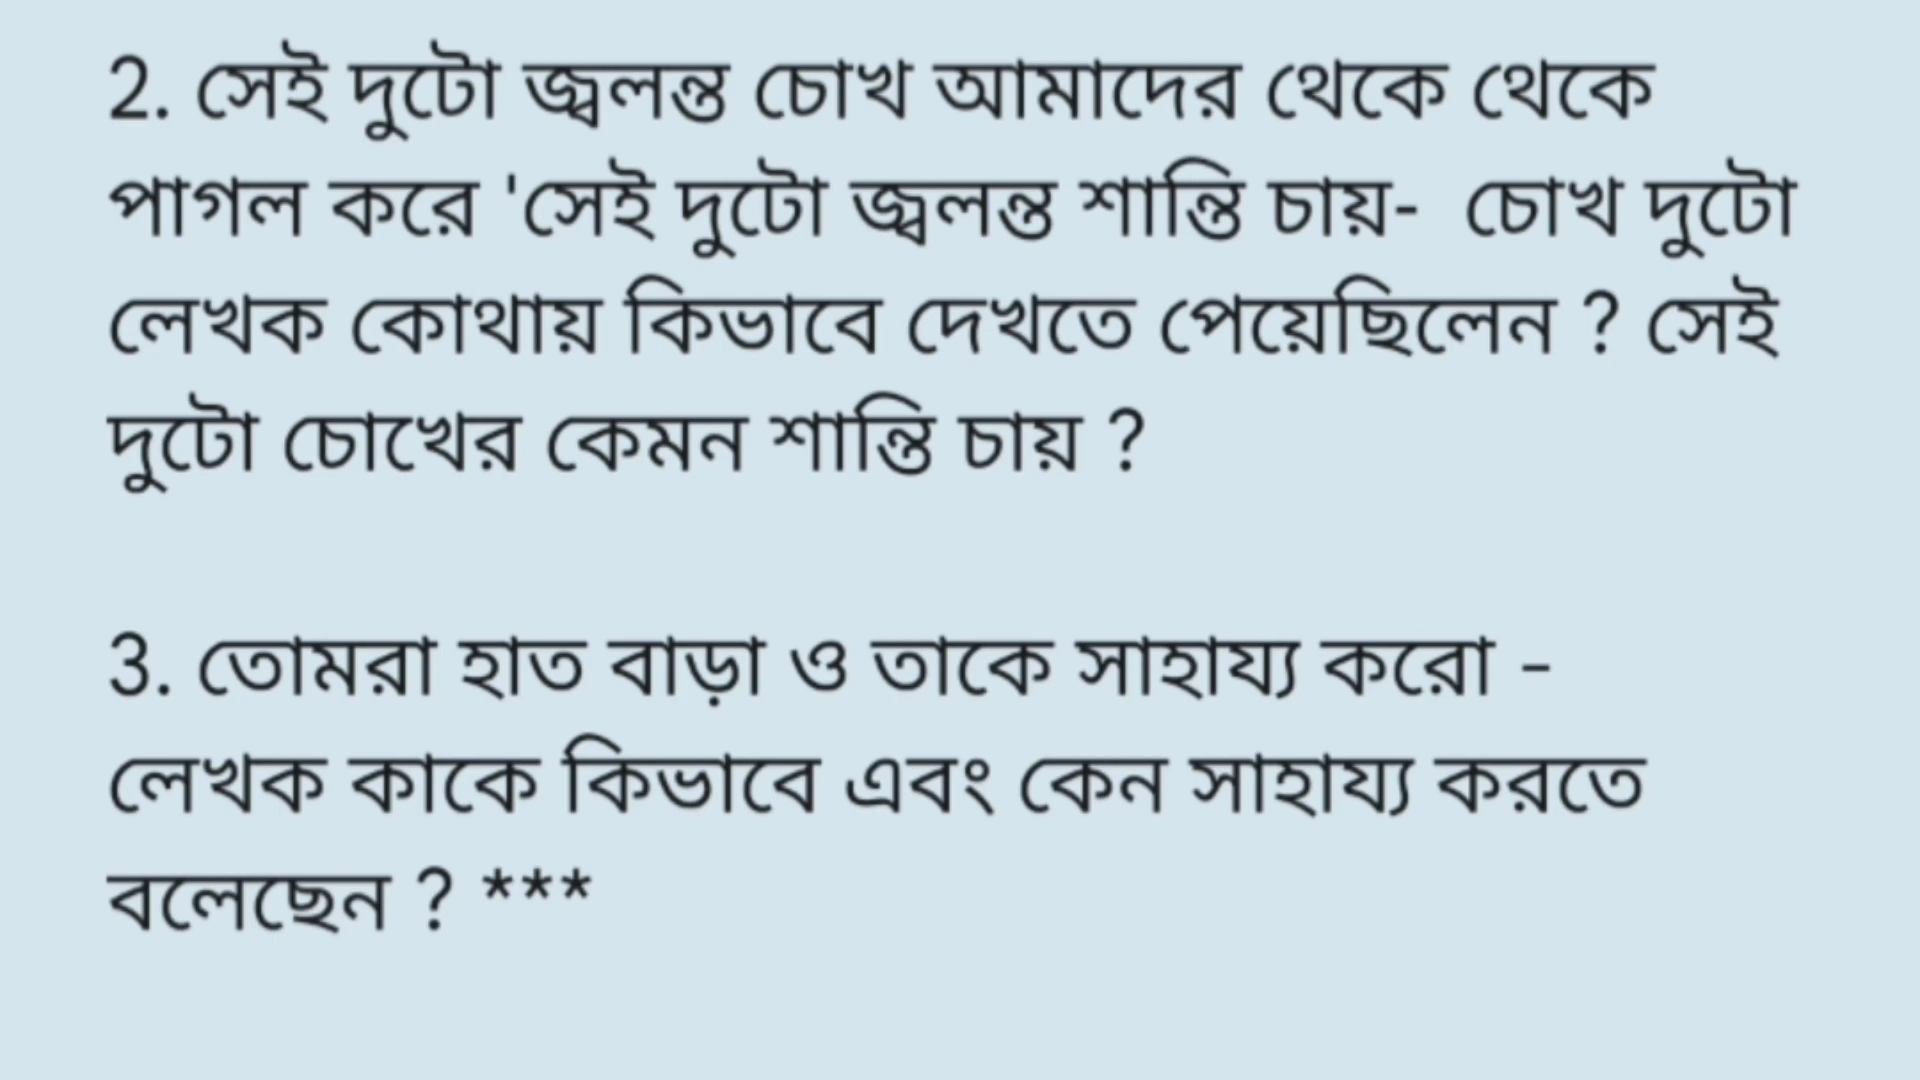 2. সেই দুটো জ্বলন্ত চোখ আমাদের থেকে থেকে
পাগল করে 'সেই দুটো জ্বলন্ত শান্তি চায়-  চোখ দুটো
লেখক কোথায় কিভাবে দেখতে পেয়েছিলেন ? সেই
দুটো চোখের কেমন শান্তি চায় ?
3. তোমরা হাত বাড়া ও তাকে সাহায্য করো –
লেখক কাকে কিভাবে এবং কেন সাহায্য করতে
বলেছেন ? ***